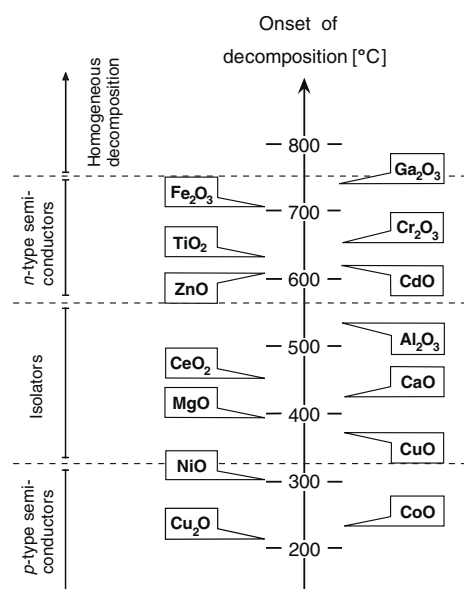 Onset of
decomposition [°C]
Homogeneous
decomposition
n-type semi-
conductors
Isolators
p-type semi-
conductors
800
700
600
500
400
300
200
Fe₂O₃
TiO₂
ZnO
CeO₂
MgO
NiO
Cu₂O
Ga₂O₃
Cr₂O₃
CdO
Al₂O₃
CaO
CuO
CoO